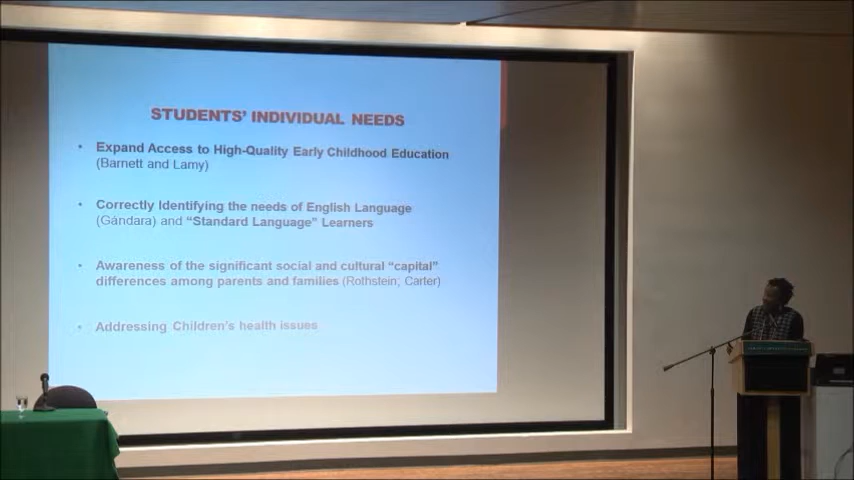 STUDENTS' INDIVIDUAL NEEDS
• Expand Access to High-Quality Early Childhood Education
(Barnett and Lamy)
• Correctly Identifying the needs of English Language
(Gándara) and “Standard Language” Learners
• Awareness of the significant social and cultural “capital”
differences among parents and families (Rothstein; Carter)
• Addressing Children's health issues